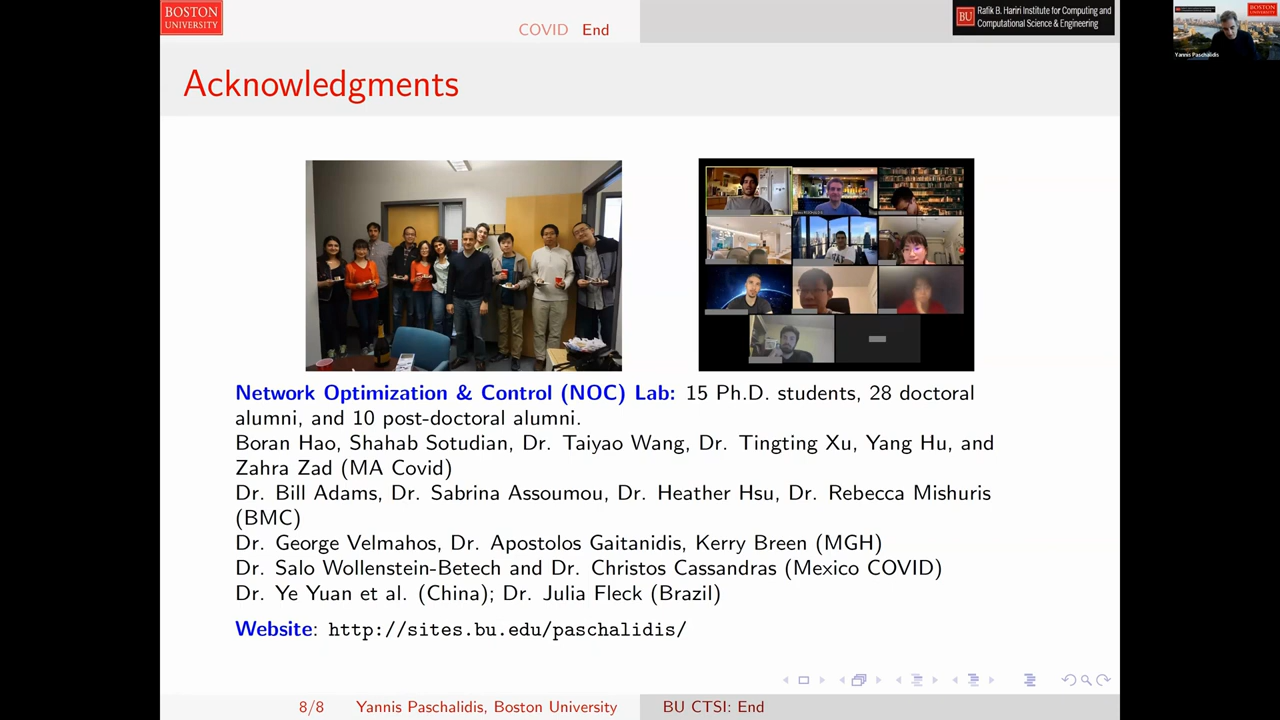 BOSTON
UNIVERSITY
COVID End
BU
Rafik B. Hariri Institute for Computing and
Computational Science & Engineering
BOSTON
UNIVERSITY
Yannis Paschalidis
Acknowledgments
Network Optimization & Control (NOC) Lab: 15 Ph.D. students, 28 doctoral
alumni, and 10 post-doctoral alumni.
Boran Hao, Shahab Sotudian, Dr. Taiyao Wang, Dr. Tingting Xu, Yang Hu, and
Zahra Zad (MA Covid)
Dr. Bill Adams, Dr. Sabrina Assoumou, Dr. Heather Hsu, Dr. Rebecca Mishuris
(BMC)
Dr. George Velmahos, Dr. Apostolos Gaitanidis, Kerry Breen (MGH)
Dr. Salo Wollenstein-Betech and Dr. Christos Cassandras (Mexico COVID)
Dr. Ye Yuan et al. (China); Dr. Julia Fleck (Brazil)
Website: http://sites.bu.edu/paschalidis/
8/8 Yannis Paschalidis, Boston University
BU CTSI: End